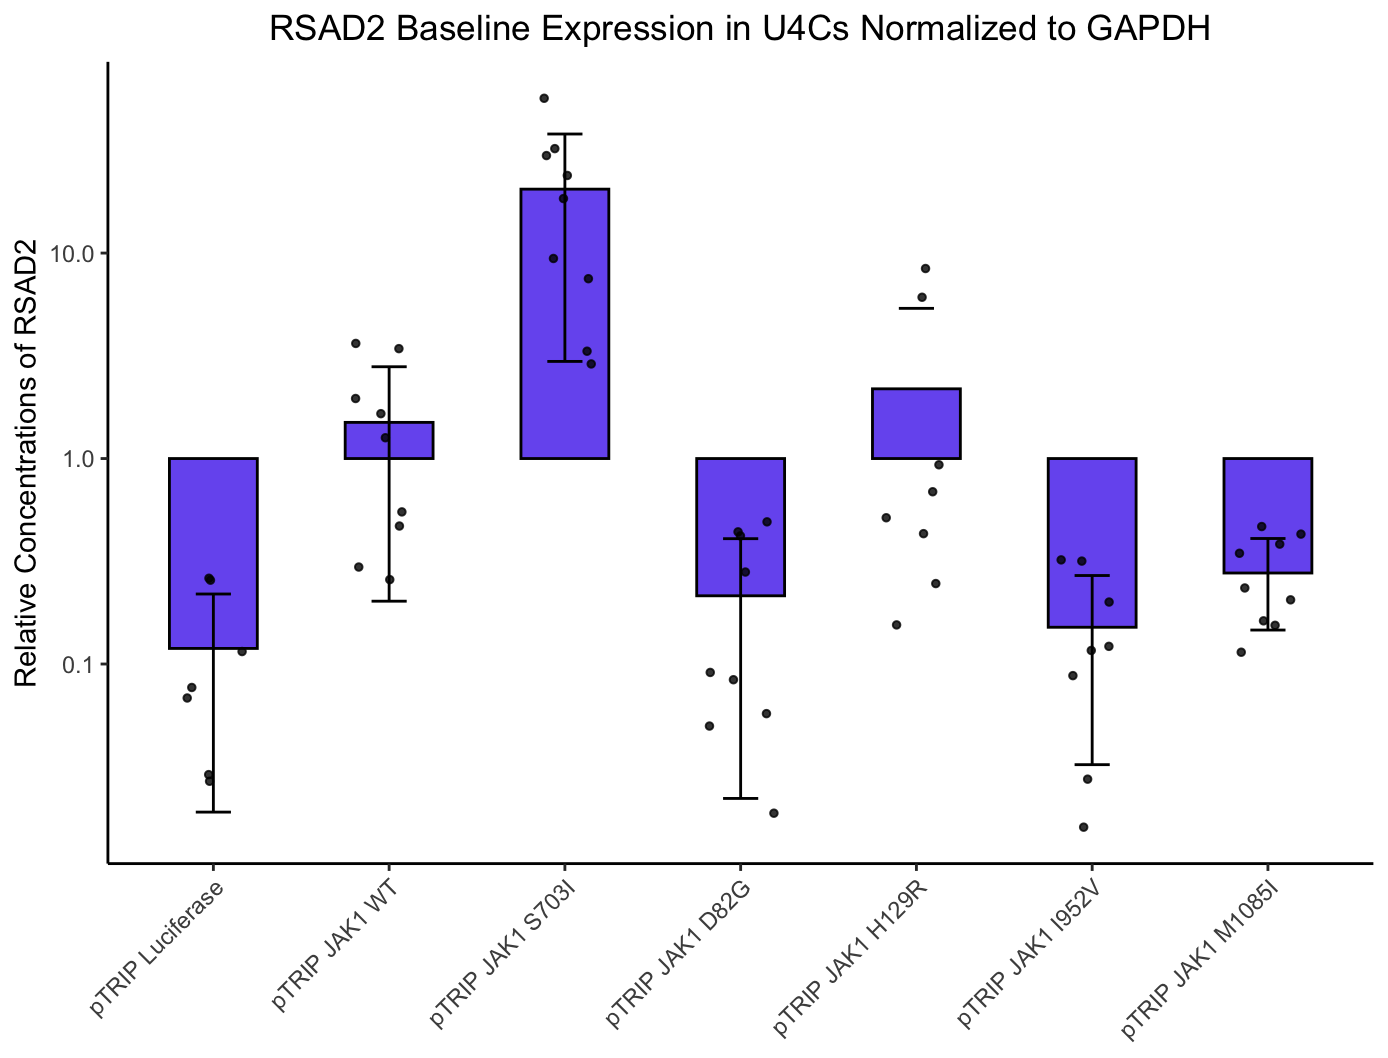 RSAD2 Baseline Expression in U4Cs Normalized to GAPDH
Relative Concentrations of RSAD2
10.0
1.0
0.1
pTRIP Luciferase
pTRIP JAK1 WT
pTRIP JAK1 S703I
pTRIP JAK1 D82G
pTRIP JAK1 H129R
pTRIP JAK1 I952V
pTRIP JAK1 M1085I